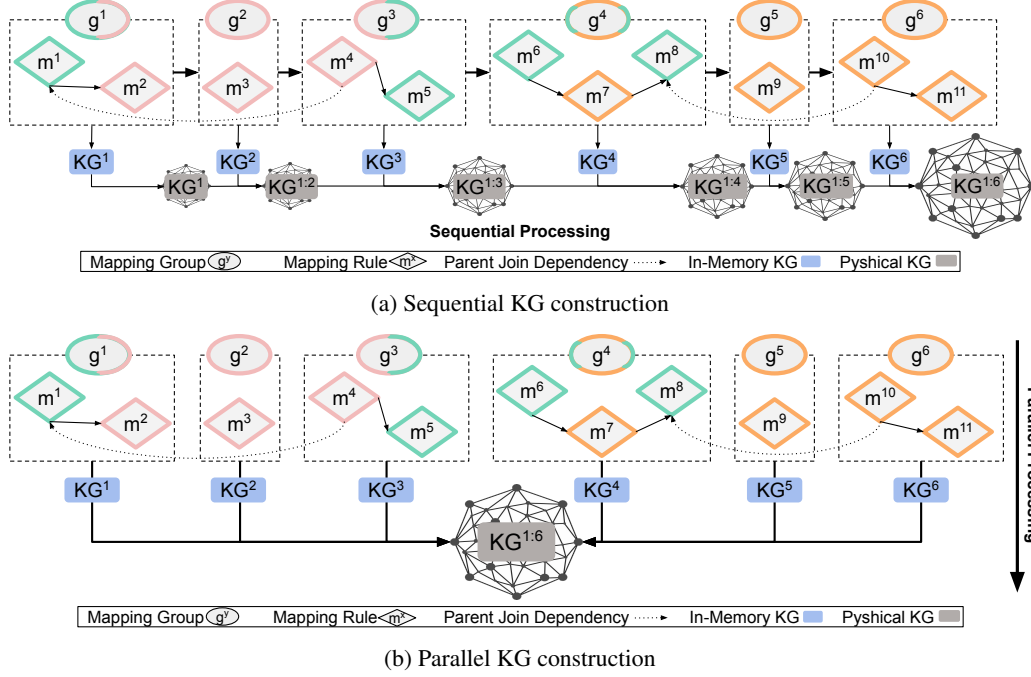 g¹ g² g³ g⁴ g⁵ g⁶
m¹ m² m³ m⁴ m⁵ m⁶ m⁷ m⁸ m⁹ m¹⁰ m¹¹
KG¹ KG² KG³ KG⁴ KG⁵ KG⁶
KG¹ KG¹:² KG¹:³ KG¹:⁴ KG¹:⁵ KG¹:⁶
Sequential Processing
Mapping Group gʸ Mapping Rule mˣ Parent Join Dependency In-Memory KG Pyshical KG
(a) Sequential KG construction
g¹ g² g³ g⁴ g⁵ g⁶
m¹ m² m³ m⁴ m⁵ m⁶ m⁷ m⁸ m⁹ m¹⁰ m¹¹
KG¹ KG² KG³ KG⁴ KG⁵ KG⁶
KG¹:⁶
Mapping Group gʸ Mapping Rule mˣ Parent Join Dependency In-Memory KG Pyshical KG
(b) Parallel KG construction